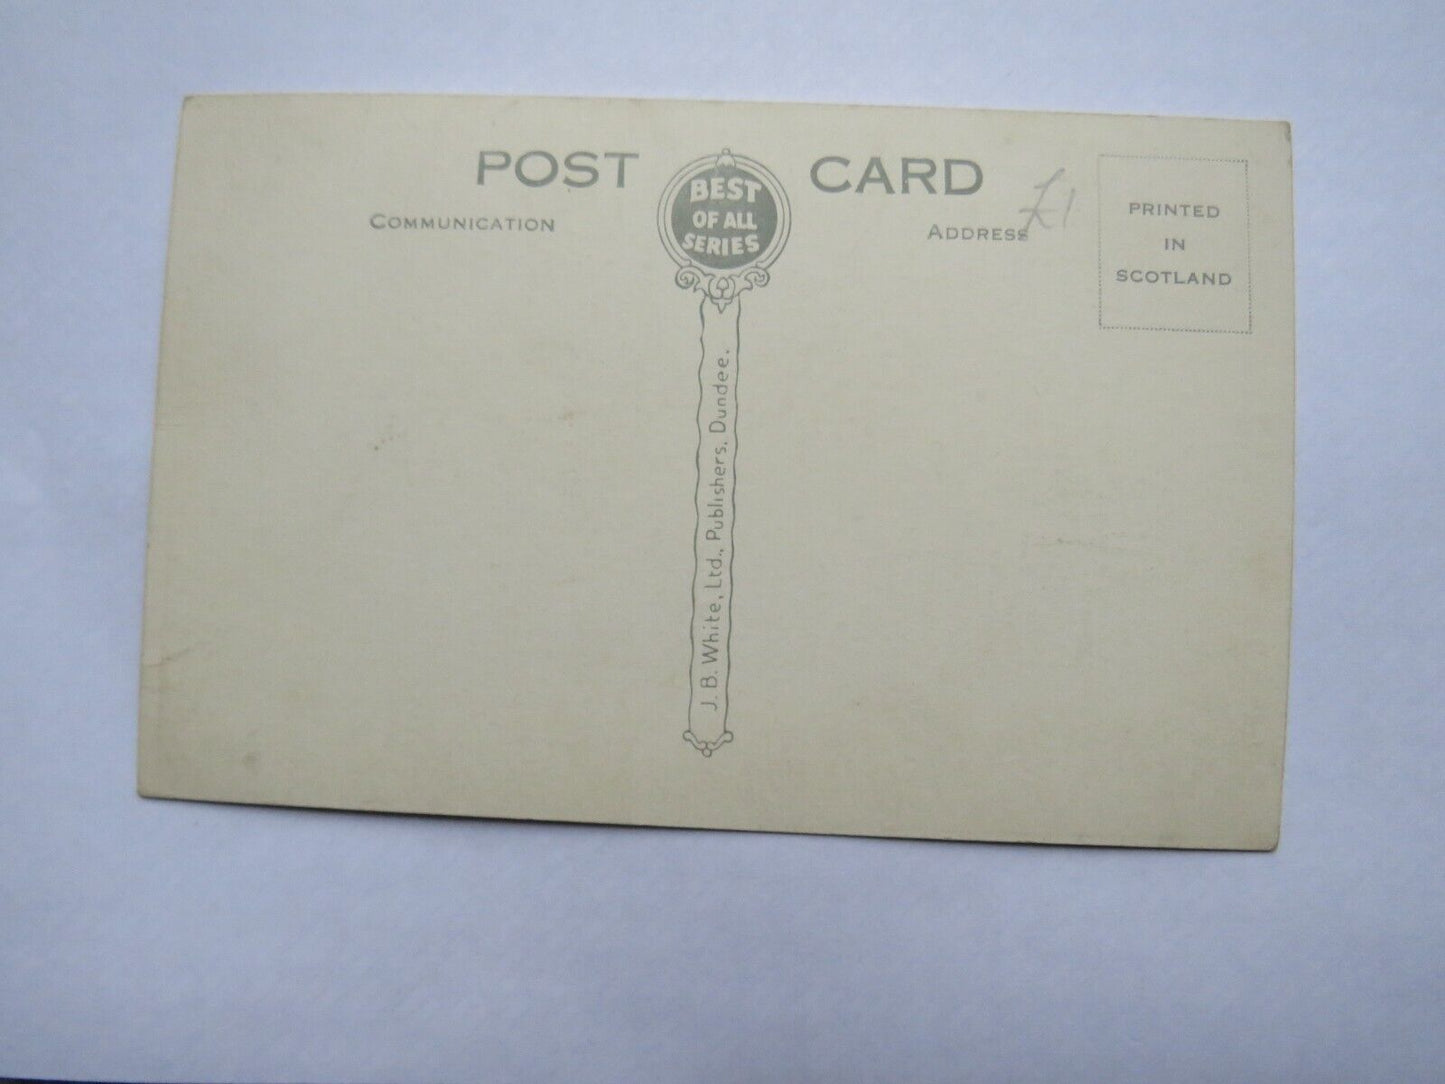 POST CARD
COMMUNICATION
BEST
OF ALL
SERIES
ADDRESS
£1
PRINTED
IN
SCOTLAND
J. B. White, Ltd., Publishers, Dundee.